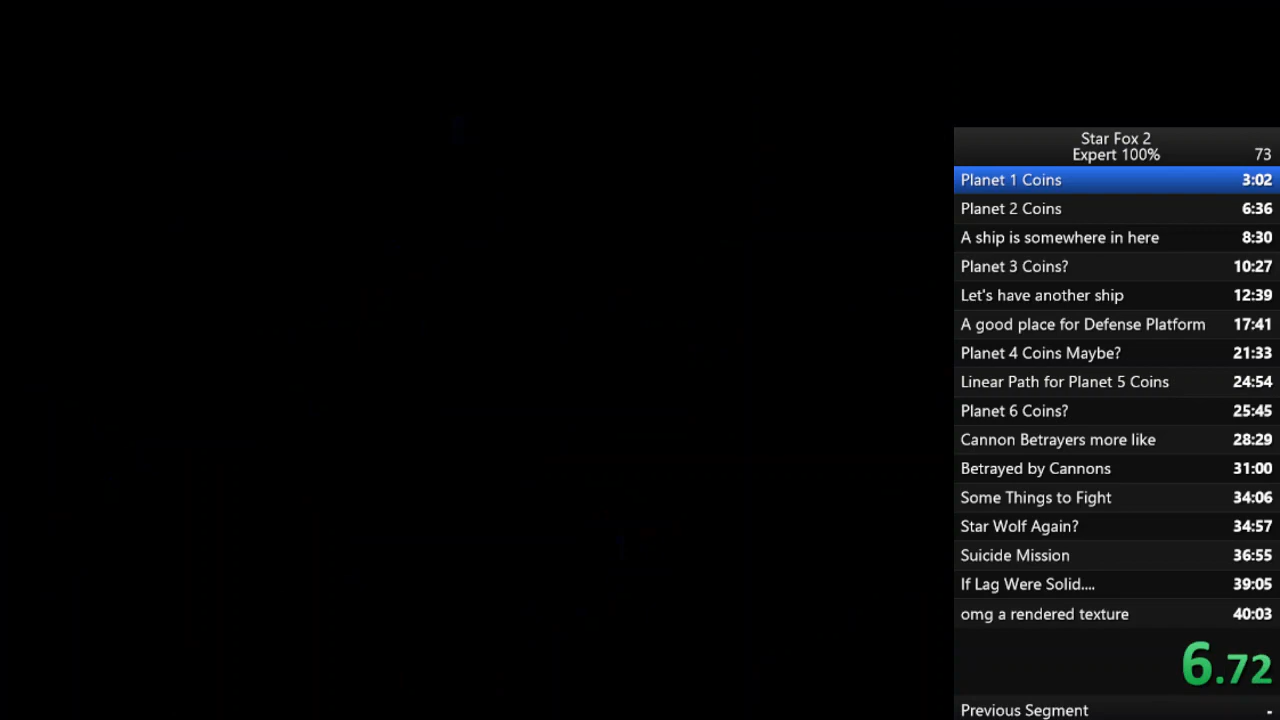 Star Fox 2
Expert 100% 73
Planet 1 Coins 3:02
Planet 2 Coins 6:36
A ship is somewhere in here 8:30
Planet 3 Coins? 10:27
Let's have another ship 12:39
A good place for Defense Platform 17:41
Planet 4 Coins Maybe? 21:33
Linear Path for Planet 5 Coins 24:54
Planet 6 Coins? 25:45
Cannon Betrayers more like 28:29
Betrayed by Cannons 31:00
Some Things to Fight 34:06
Star Wolf Again? 34:57
Suicide Mission 36:55
If Lag Were Solid.... 39:05
omg a rendered texture 40:03
6.72
Previous Segment -